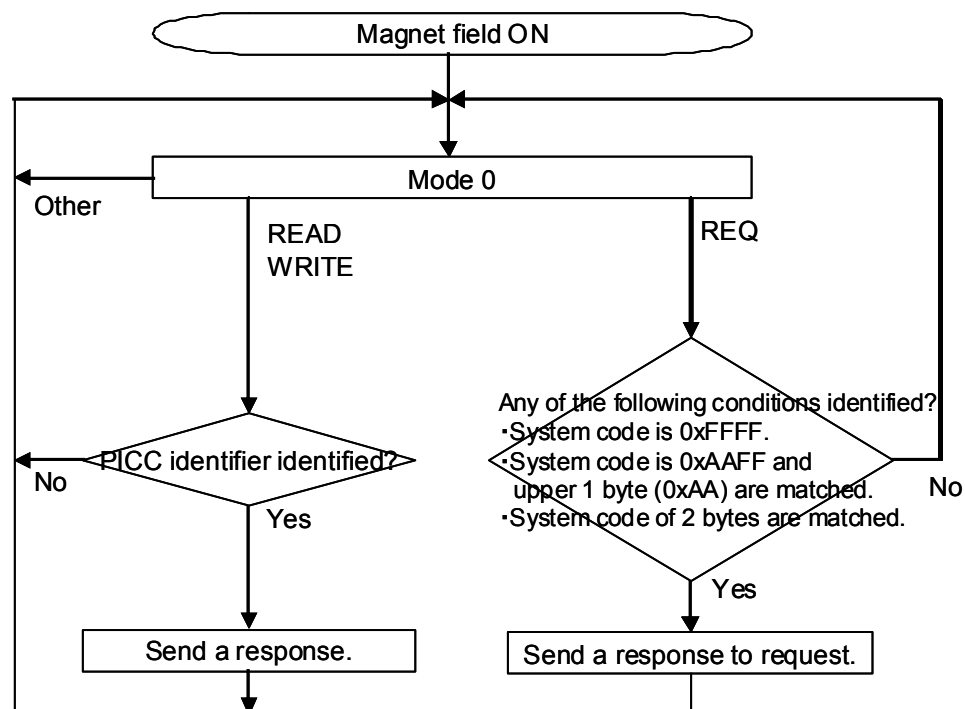 Magnet field ON
Mode 0
Other
READ
WRITE
REQ
Any of the following conditions identified?
・System code is 0xFFFF.
・System code is 0xAAFF and
upper 1 byte (0xAA) are matched.
・System code of 2 bytes are matched.
PICC identifier identified?
No
No
Yes
Yes
Send a response.
Send a response to request.